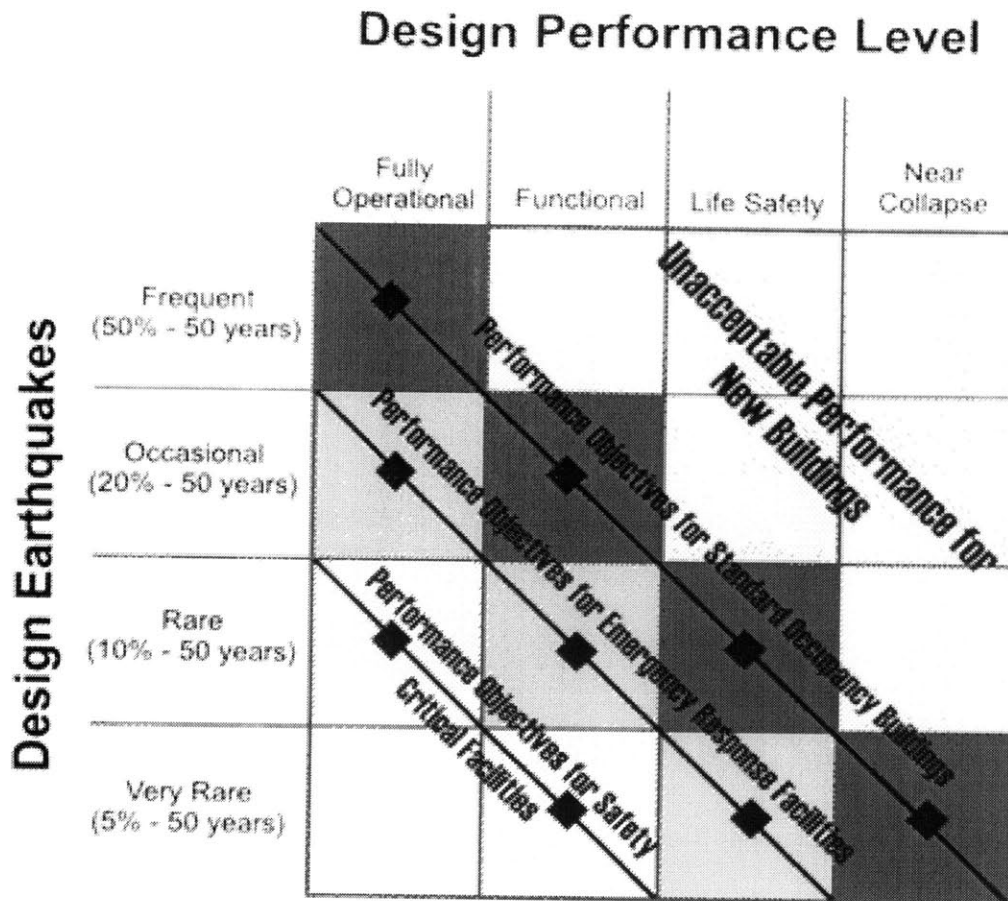 Design Performance Level
Fully
Operational
Functional
Life Safety
Near
Collapse
Design Earthquakes
Frequent
(50% - 50 years)
Occasional
(20% - 50 years)
Rare
(10% - 50 years)
Very Rare
(5% - 50 years)
Unacceptable Performance for
New Buildings
Performance Objectives for Standard Occupancy Buildings
Performance Objectives for Emergency Response Facilities
Performance Objectives for Safety
Critical Facilities